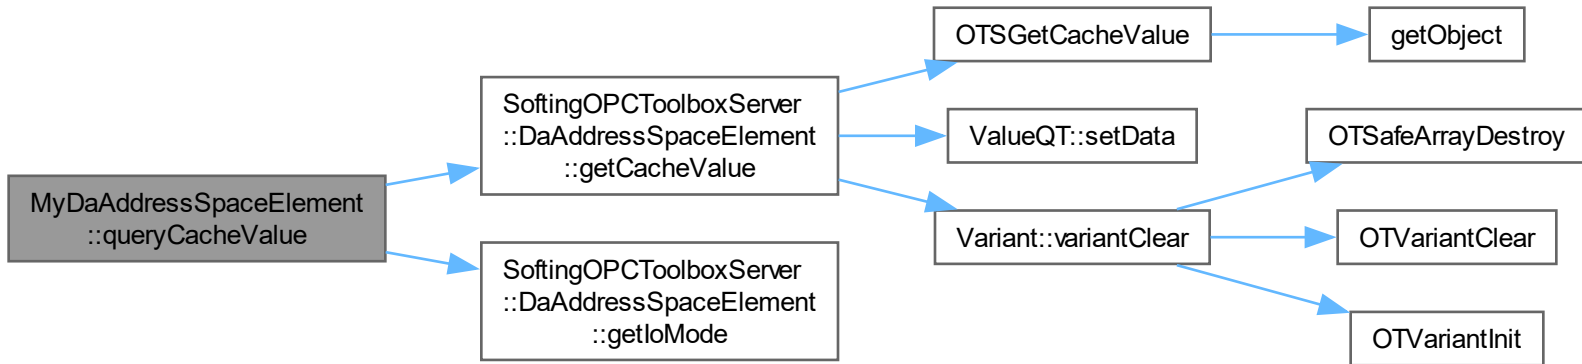 MyDaAddressSpaceElement
::queryCacheValue
SoftingOPCToolboxServer
::DaAddressSpaceElement
::getCacheValue
SoftingOPCToolboxServer
::DaAddressSpaceElement
::getIoMode
OTSGetCacheValue
ValueQT::setData
Variant::variantClear
getObject
OTSafeArrayDestroy
OTVariantClear
OTVariantInit